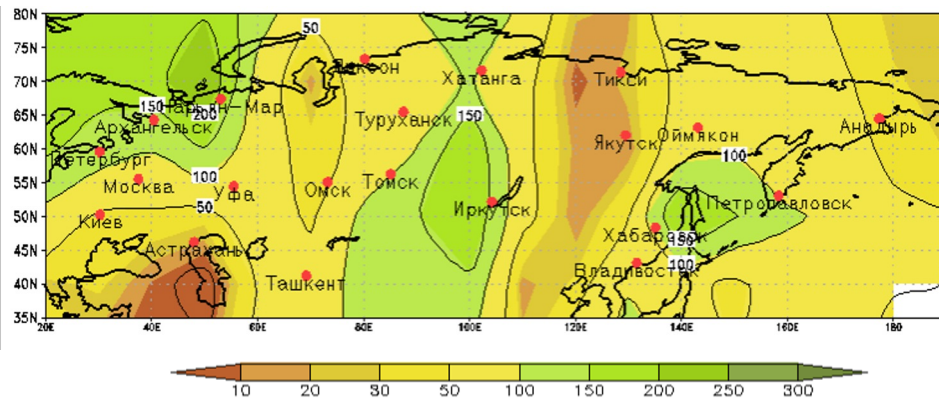 80N
50
75N
Диксон
Хатанга
Тикси
70N
150
Нарьян-Мар
200
Архангельск
Туруханск
150
Анадырь
65N
Якутск
Оймякон
60N
Петербург
100
100
55N
Москва
Уфа
Омск
Томск
Петропавловск
50N
50
Киев
Иркутск
Хабаровск
150
45N
Астрахань
100
Владивосток
40N
Ташкент
35N
20E 40E 60E 80E 100E 120E 140E 160E 180
10 20 30 50 100 150 200 250 300